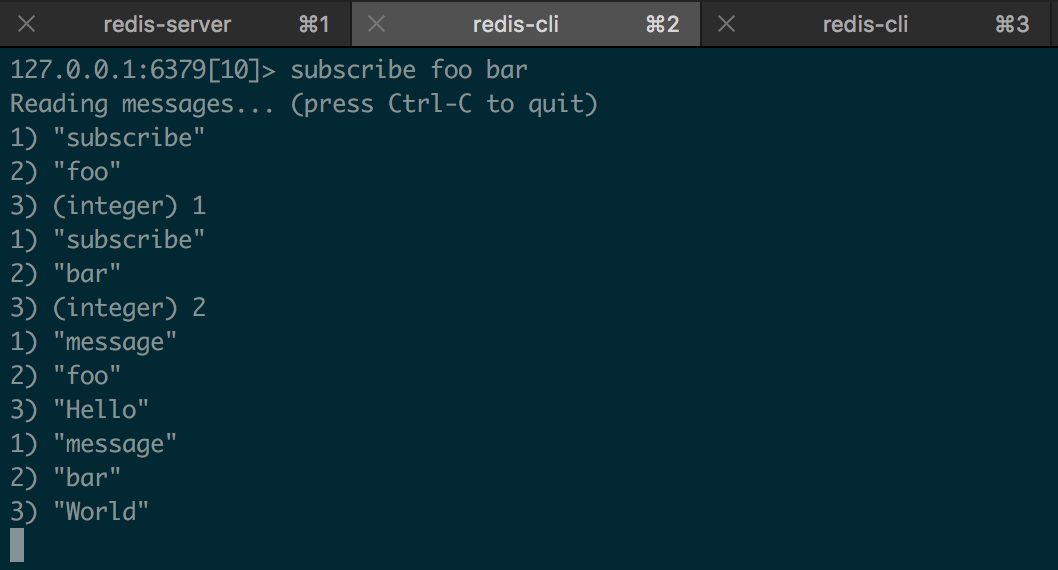 redis-server ⌘1 redis-cli ⌘2 redis-cli ⌘3
127.0.0.1:6379[10]> subscribe foo bar
Reading messages... (press Ctrl-C to quit)
1) "subscribe"
2) "foo"
3) (integer) 1
1) "subscribe"
2) "bar"
3) (integer) 2
1) "message"
2) "foo"
3) "Hello"
1) "message"
2) "bar"
3) "World"